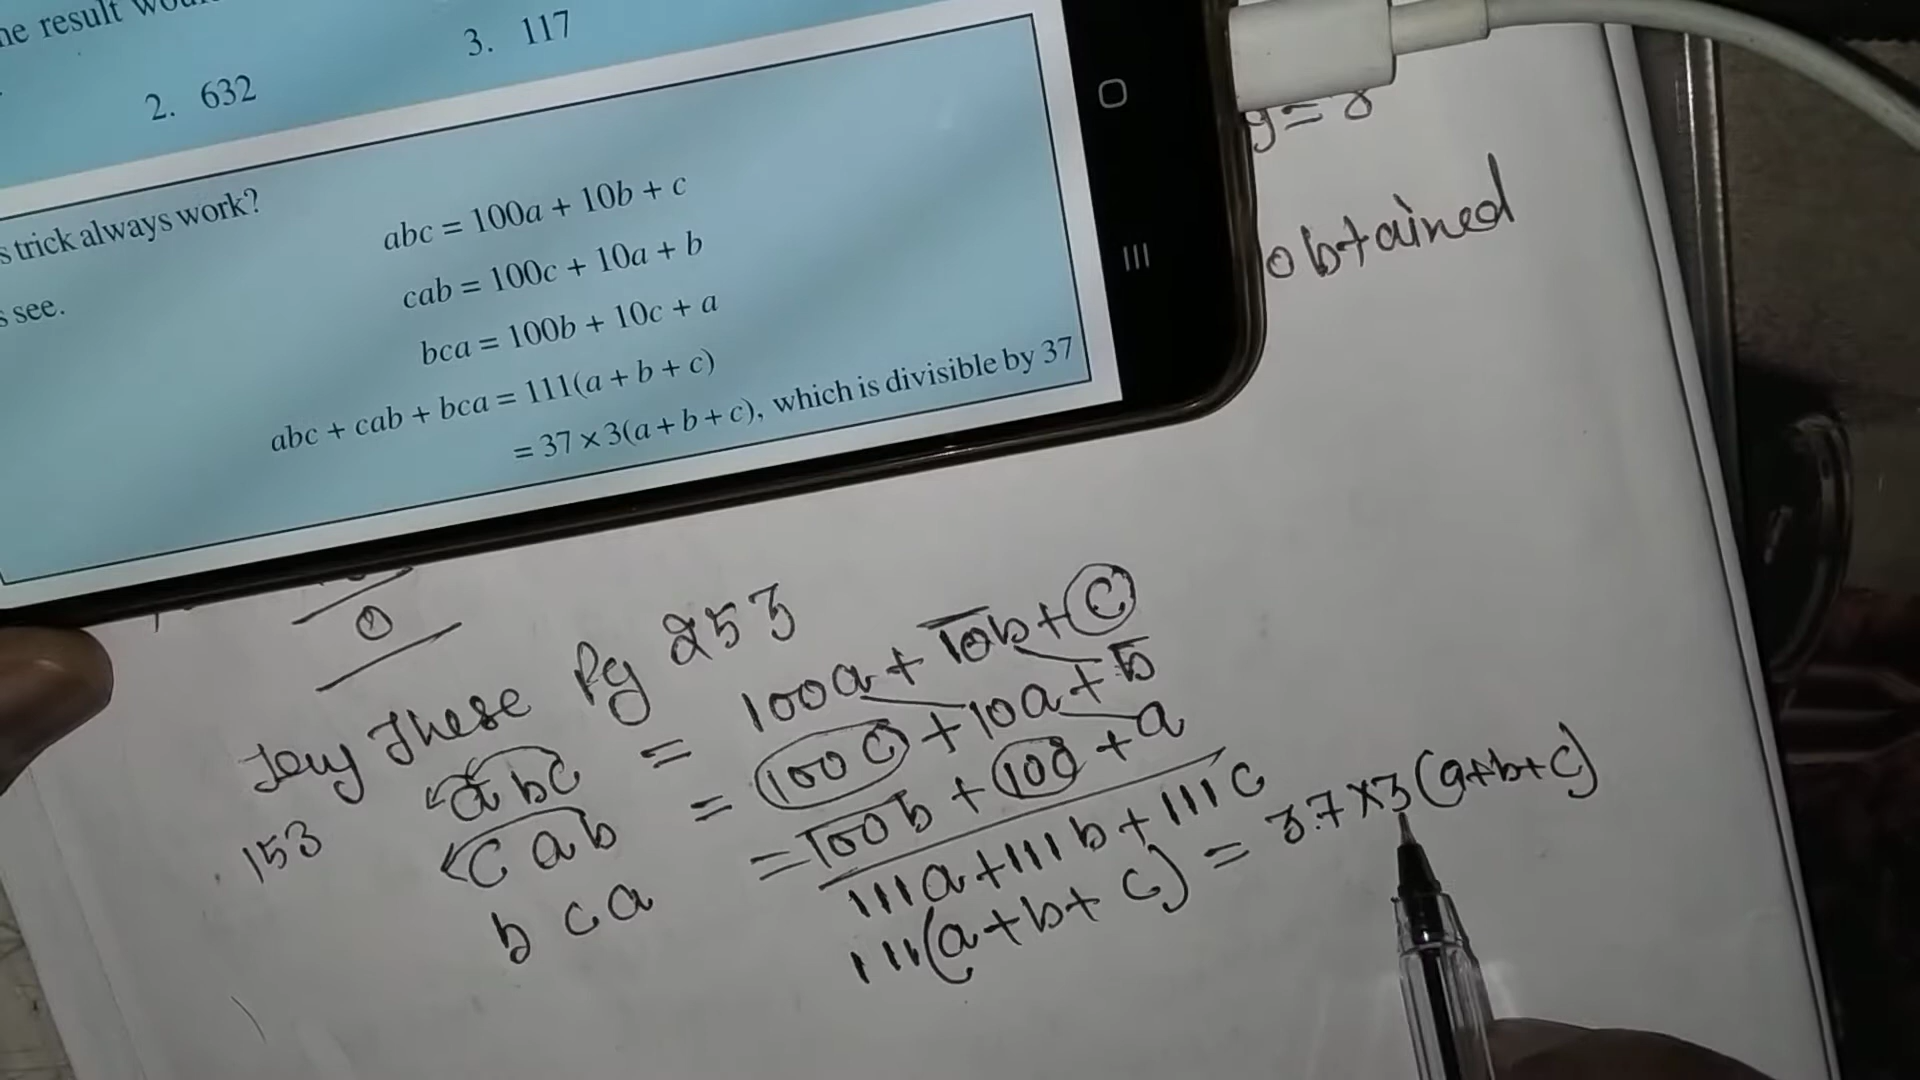 he result
2. 632
3. 117
s trick always work?
s see.
abc = 100a + 10b + c
cab = 100c + 10a + b
bca = 100b + 10c + a
abc + cab + bca = 111(a + b + c)
= 37 × 3(a + b + c), which is divisible by 37
y = 8
obtained
0
These Pg 253
153
abc = 100a + 10b + c
cab = 100c + 10a + b
bca = 100b + 10c + a
111a + 111b + 111c
111(a + b + c) = 37 × 3(a+b+c)